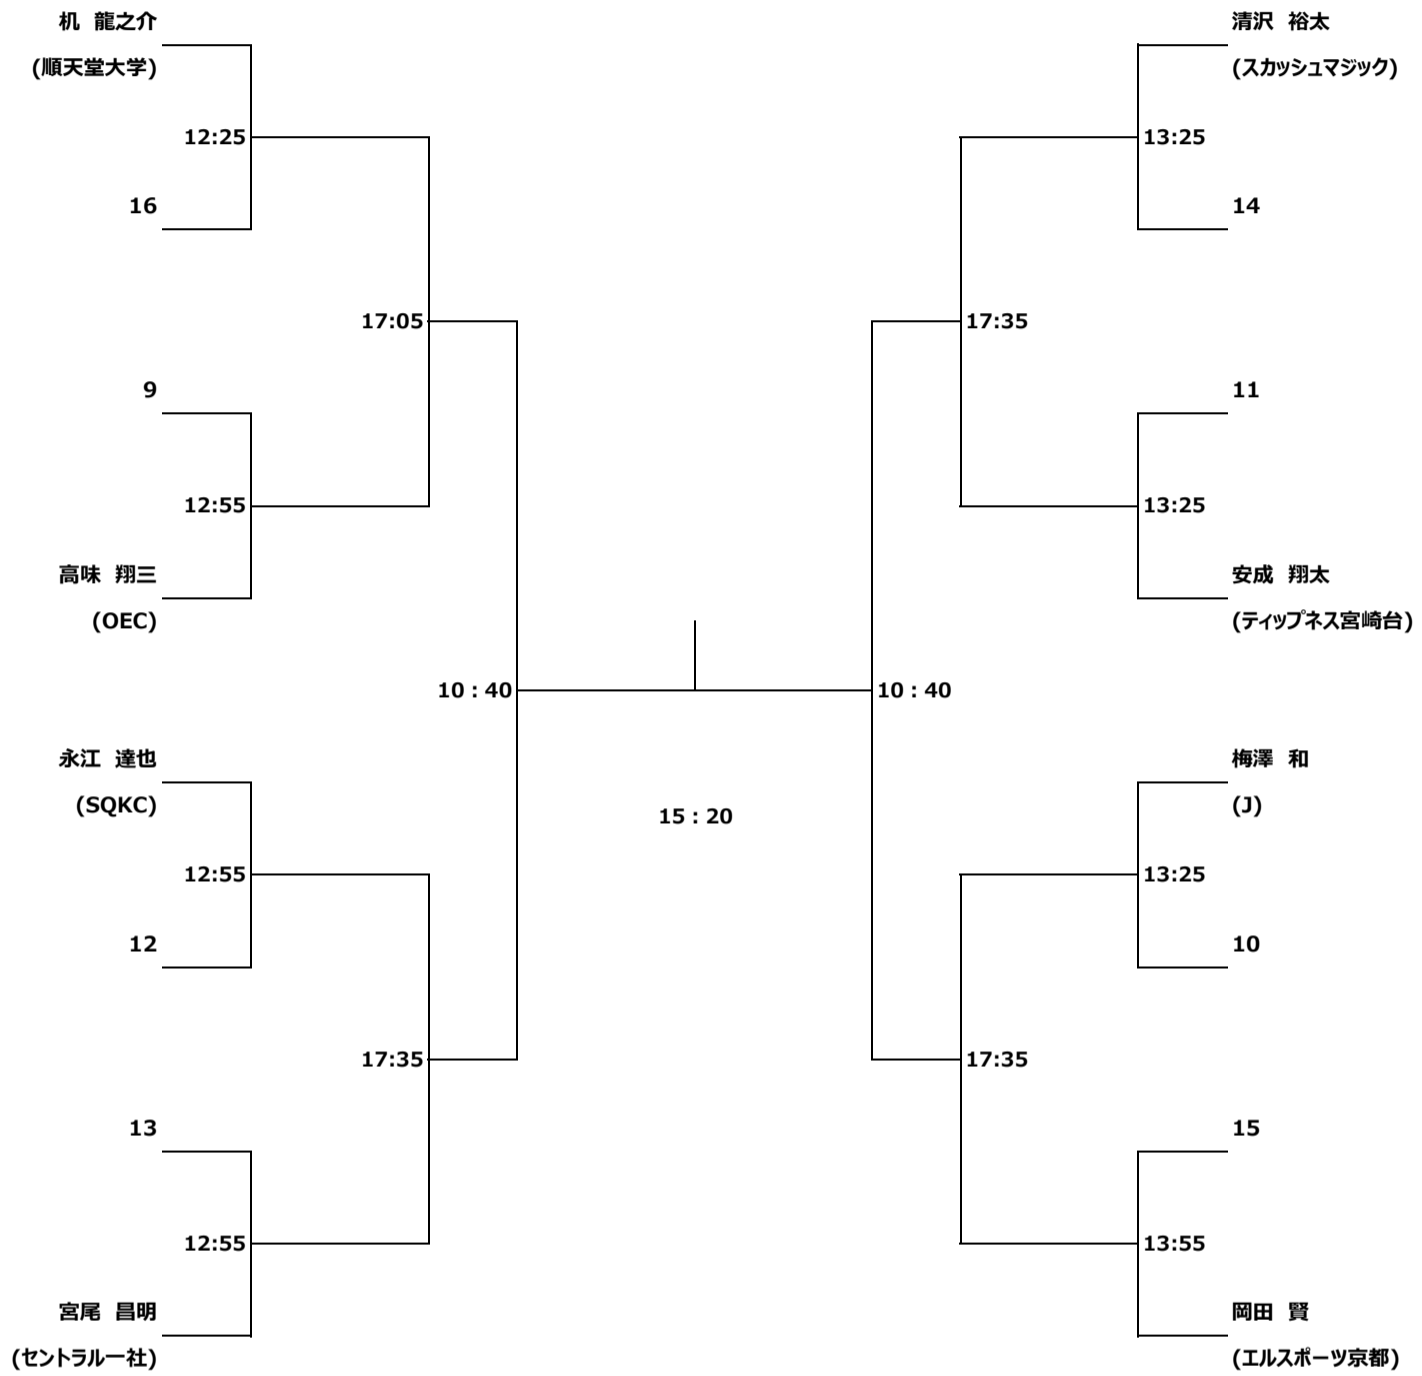 机 龍之介
(順天堂大学)
12:25
16
17:05
9
12:55
高味 翔三
(OEC)
10：40
永江 達也
(SQKC)
12:55
12
17:35
13
12:55
宮尾 昌明
(セントラル一社)
15：20
清沢 裕太
(スカッシュマジック)
13:25
14
17:35
11
13:25
安成 翔太
(ティップネス宮崎台)
10：40
梅澤 和
(J)
13:25
10
17:35
15
13:55
岡田 賢
(エルスポーツ京都)